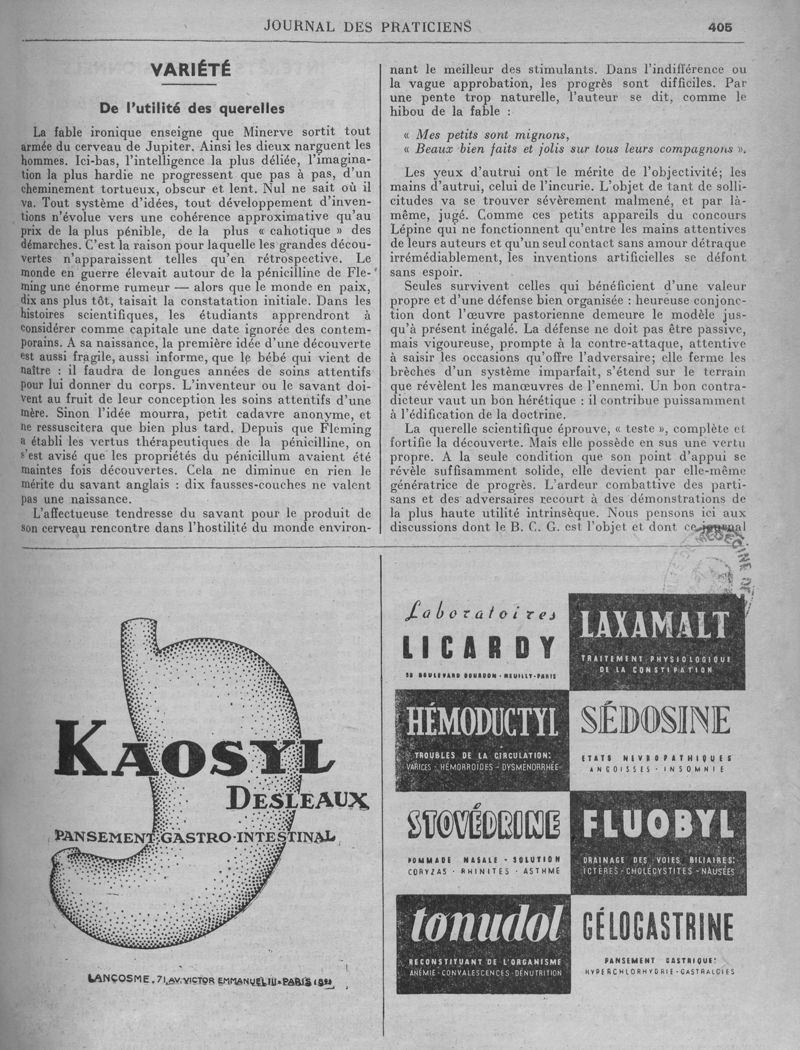 JOURNAL DES PRATICIENS
405
VARIÉTÉ
De l'utilité des querelles
La fable ironique enseigne que Minerve sortit tout
armée du cerveau de Jupiter. Ainsi les dieux narguent les
hommes. Ici-bas, l'intelligence la plus déliée, l'imagina-
tion la plus hardie ne progressent que pas à pas, d'un
cheminement tortueux, obscur et lent. Nul ne sait où il
va. Tout système d'idées, tout développement d'inven-
tions n'évolue vers une cohérence approximative qu'au
prix de la plus pénible, de la plus « cahotique » des
démarches. C'est la raison pour laquelle les grandes décou-
vertes n'apparaissent telles qu'en rétrospective. Le
monde en guerre élevait autour de la pénicilline de Fle-
ming une énorme rumeur — alors que le monde en paix,
dix ans plus tôt, taisait la constatation initiale. Dans les
histoires scientifiques, les étudiants apprendront à
considérer comme capitale une date ignorée des contem-
porains. A sa naissance, la première idée d'une découverte
est aussi fragile, aussi informe, que le bébé qui vient de
naître : il faudra de longues années de soins attentifs
pour lui donner du corps. L'inventeur ou le savant doi-
vent au fruit de leur conception les soins attentifs d'une
mère. Sinon l'idée mourra, petit cadavre anonyme, et
ne ressuscitera que bien plus tard. Depuis que Fleming
a établi les vertus thérapeutiques de la pénicilline, on
s'est avisé que les propriétés du pénicillum avaient été
maintes fois découvertes. Cela ne diminue en rien le
mérite du savant anglais : dix fausses-couches ne valent
pas une naissance.
L'affectueuse tendresse du savant pour le produit de
son cerveau rencontre dans l'hostilité du monde environ-
nant le meilleur des stimulants. Dans l'indifférence ou
la vague approbation, les progrès sont difficiles. Par
une pente trop naturelle, l'auteur se dit, comme le
hibou de la fable :
« Mes petits sont mignons,
« Beaux bien faits et jolis sur tous leurs compagnons ».
Les yeux d'autrui ont le mérite de l'objectivité; les
mains d'autrui, celui de l'incurie. L'objet de tant de solli-
citudes va se trouver sévèrement malmené, et par là-
même, jugé. Comme ces petits appareils du concours
Lépine qui ne fonctionnent qu'entre les mains attentives
de leurs auteurs et qu'un seul contact sans amour détraque
irrémédiablement, les inventions artificielles se défont
sans espoir.
Seules survivent celles qui bénéficient d'une valeur
propre et d'une défense bien organisée : heureuse conjonc-
tion dont l'œuvre pastorienne demeure le modèle jus-
qu'à présent inégalé. La défense ne doit pas être passive,
mais vigoureuse, prompte à la contre-attaque, attentive
à saisir les occasions qu'offre l'adversaire; elle ferme les
brèches d'un système imparfait, s'étend sur le terrain
que révèlent les manœuvres de l'ennemi. Un bon contra-
dicteur vaut un bon hérétique : il contribue puissamment
à l'édification de la doctrine.
La querelle scientifique éprouve, « teste », complète et
fortifie la découverte. Mais elle possède en sus une vertu
propre. A la seule condition que son point d'appui se
révèle suffisamment solide, elle devient par elle-même
génératrice de progrès. L'ardeur combattive des parti-
sans et des adversaires recourt à des démonstrations de
la plus haute utilité intrinsèque. Nous pensons ici aux
discussions dont le B. C. G. est l'objet et dont ce journal
KAOSYL
DESLEAUX
PANSEMENT GASTRO-INTESTINAL
LANÇOSME, 71, AV. VICTOR EMMANUEL III - PARIS (8e)
Laboratoires
LICARDY
38 BOULEVARD BOURDON - NEUILLY-PARIS
LAXAMALT
TRAITEMENT PHYSIOLOGIQUE
DE LA CONSTIPATION
HÉMODUCTYL
TROUBLES DE LA CIRCULATION:
VARICES - HÉMORROIDES - DYSMENORRHÉE
SÉDOSINE
ETATS NEVROPATHIQUES
ANGOISSES - INSOMNIE
STOVÉDRINE
POMMADE NASALE - SOLUTION
CORYZAS - RHINITES - ASTHME
FLUOBYL
DRAINAGE DES VOIES BILIAIRES:
ICTÈRES - CHOLÉCYSTITES - NAUSÉES
tonudol
RECONSTITUANT DE L'ORGANISME
ANÉMIE - CONVALESCENCES - DÉNUTRITION
GÉLOGASTRINE
PANSEMENT GASTRIQUE:
HYPERCHLORHYDRIE - GASTRALGIES